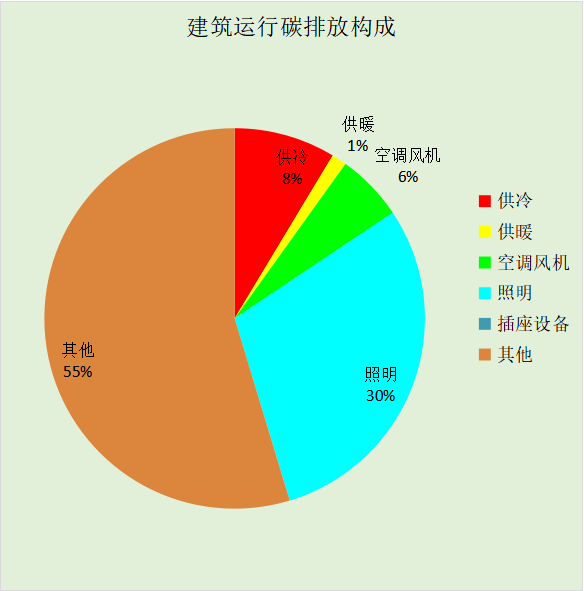 建筑运行碳排放构成
供冷
8%
供暖
1%
空调风机
6%
照明
30%
其他
55%
供冷
供暖
空调风机
照明
插座设备
其他